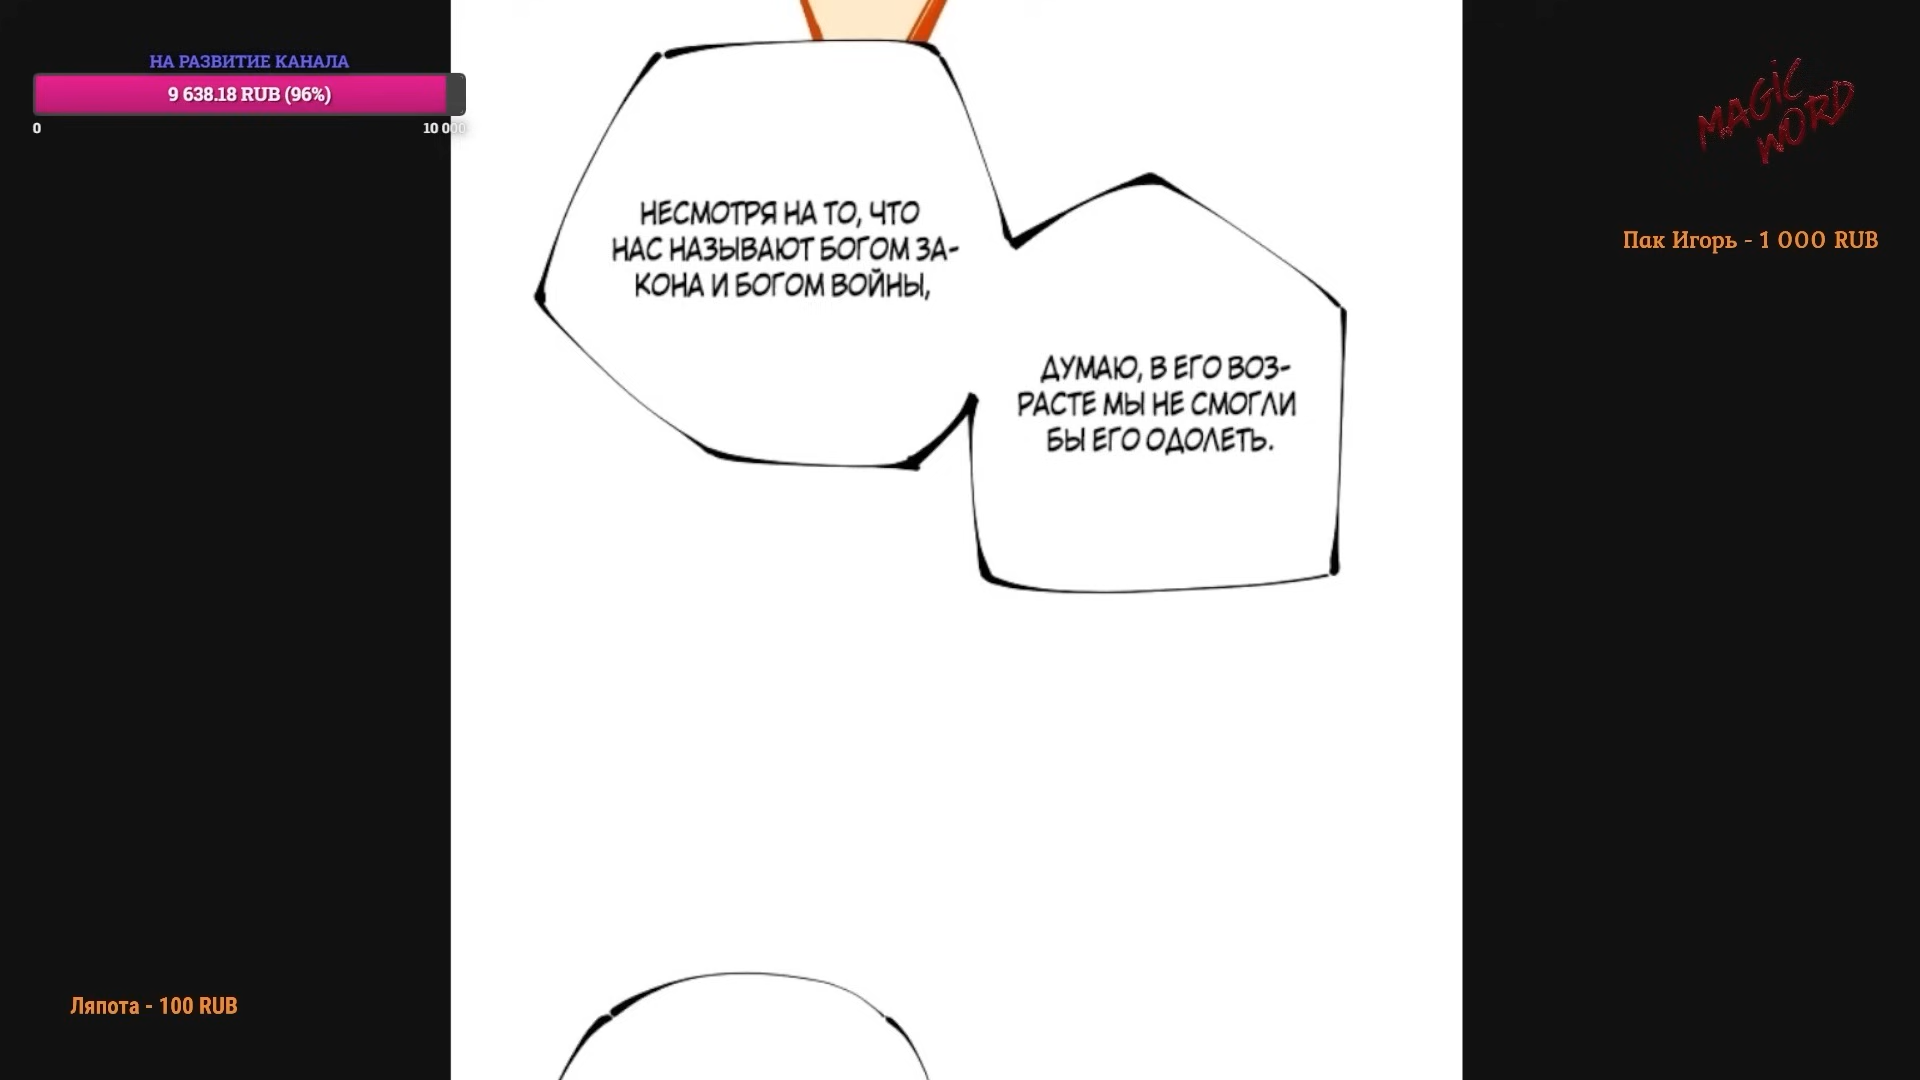 НА РАЗВИТИЕ КАНАЛА
9 638.18 RUB (96%)
0
10 000
MAGIC
WORD
Пак Игорь - 1 000 RUB
НЕСМОТРЯ НА ТО, ЧТО
НАС НАЗЫВАЮТ БОГОМ ЗА-
КОНА И БОГОМ ВОЙНЫ,
ДУМАЮ, В ЕГО ВОЗ-
РАСТЕ МЫ НЕ СМОГЛИ
БЫ ЕГО ОДОЛЕТЬ.
Ляпота - 100 RUB